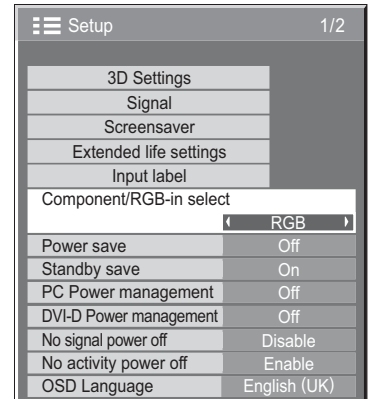 Setup 1/2
3D Settings
Signal
Screensaver
Extended life settings
Input label
Component/RGB-in select
RGB
Power save Off
Standby save On
PC Power management Off
DVI-D Power management Off
No signal power off Disable
No activity power off Enable
OSD Language English (UK)